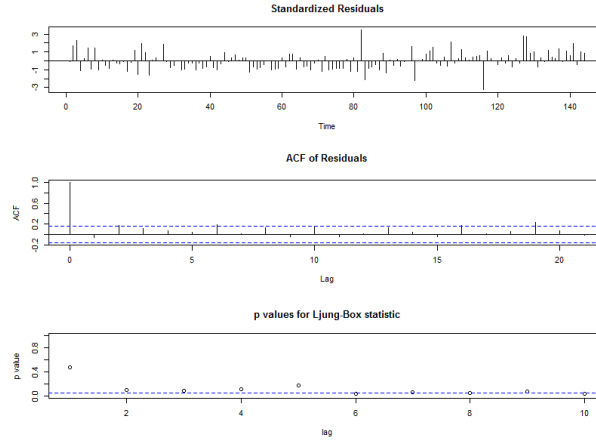 Standardized Residuals
3
1
-1
-3
0 20 40 60 80 100 120 140
Time
ACF of Residuals
ACF
1.0
0.6
0.2
-0.2
0 5 10 15 20
Lag
p values for Ljung-Box statistic
p value
0.8
0.4
0.0
2 4 6 8 10
lag